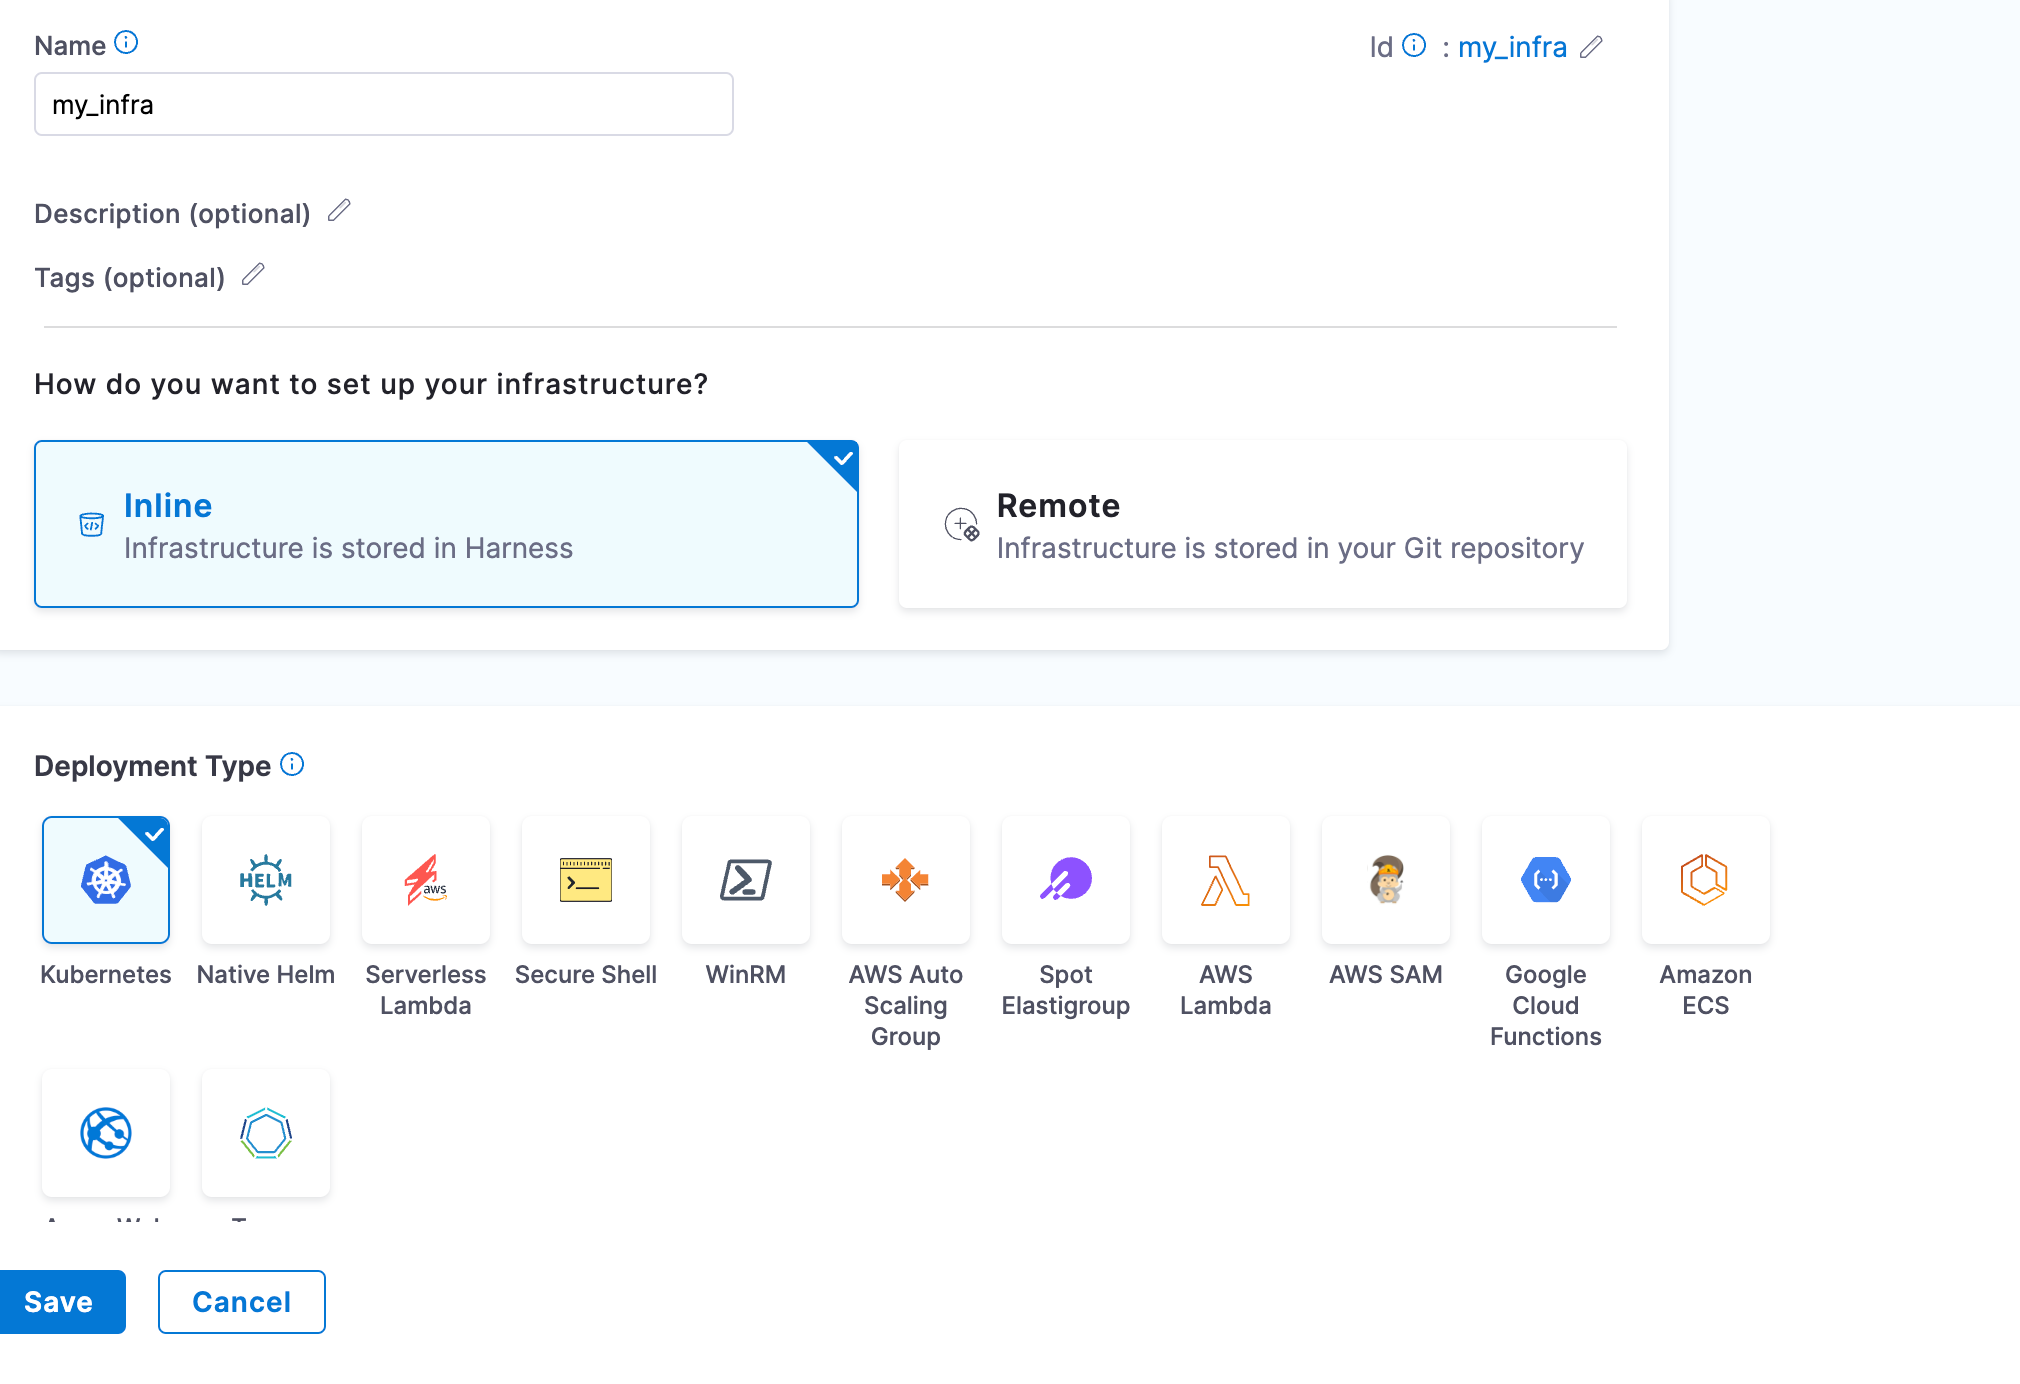 Name
Id : my_infra
my_infra
Description (optional)
Tags (optional)
How do you want to set up your infrastructure?
Inline
Infrastructure is stored in Harness
Remote
Infrastructure is stored in your Git repository
Deployment Type
HELM
aws
Kubernetes
Native Helm
Serverless
Lambda
Secure Shell
WinRM
AWS Auto
Scaling
Group
Spot
Elastigroup
AWS
Lambda
AWS SAM
Google
Cloud
Functions
Amazon
ECS
Save
Cancel